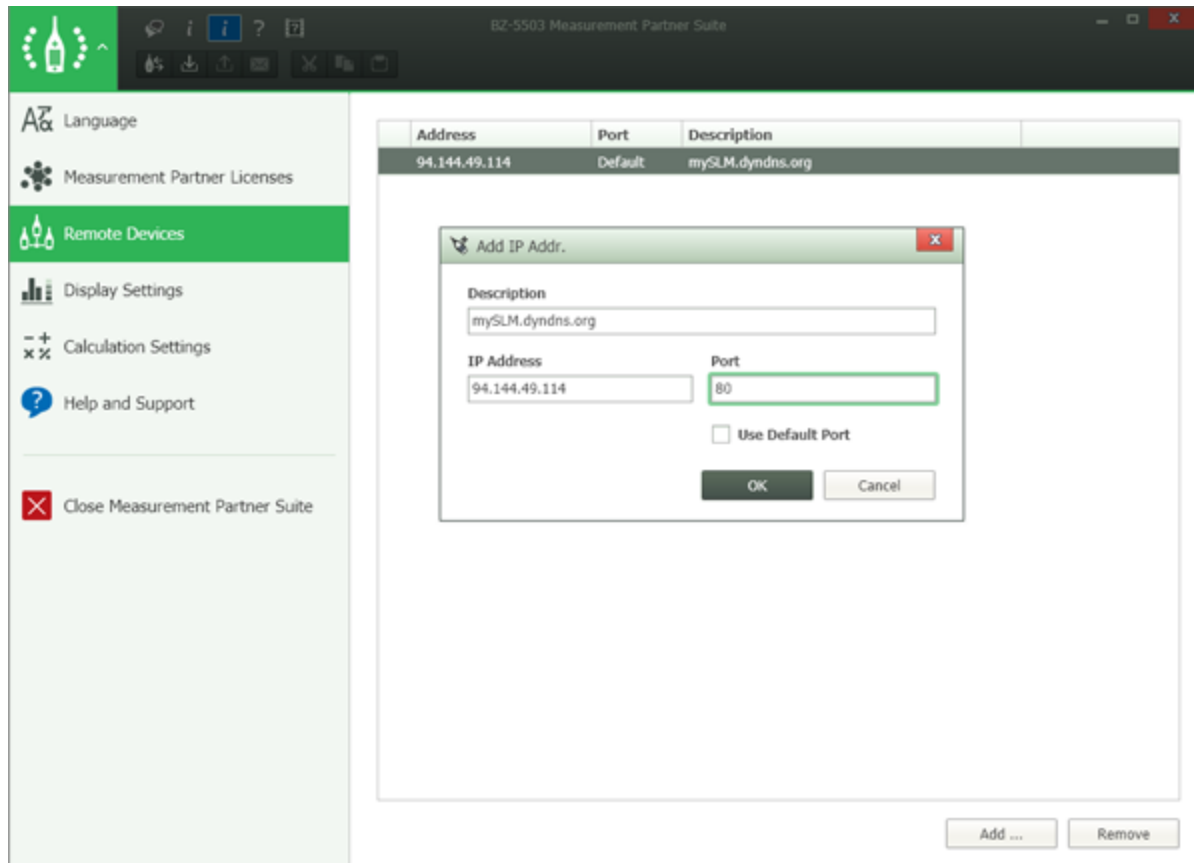 BZ-5503 Measurement Partner Suite
Language
Measurement Partner Licenses
Remote Devices
Display Settings
Calculation Settings
Help and Support
Close Measurement Partner Suite
Address Port Description
94.144.49.114 Default mySLM.dyndns.org
Add IP Addr.
Description
mySLM.dyndns.org
IP Address Port
94.144.49.114 80
Use Default Port
OK Cancel
Add ... Remove